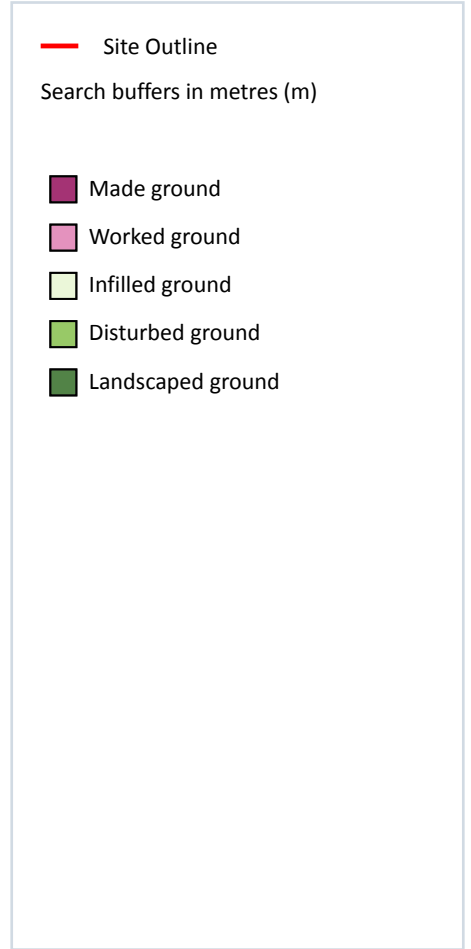 Site Outline
Search buffers in metres (m)
Made ground
Worked ground
Infilled ground
Disturbed ground
Landscaped ground